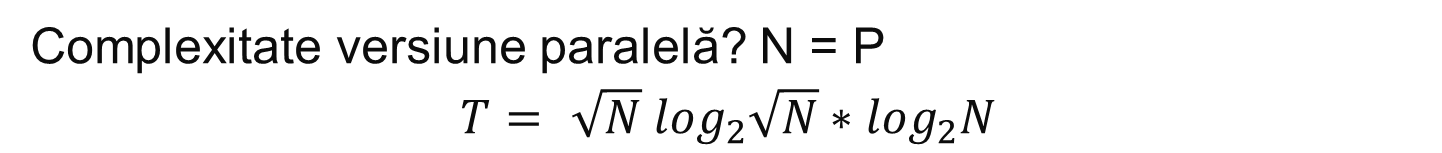 Complexitate versiune paralelă? N = P
T = √N log₂√N * log₂N